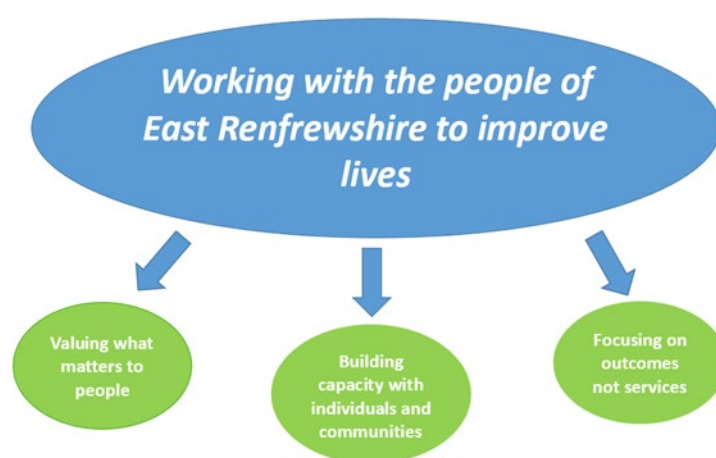 Working with the people of
East Renfrewshire to improve
lives
Valuing what
matters to
people
Building
capacity with
individuals and
communities
Focusing on
outcomes
not services